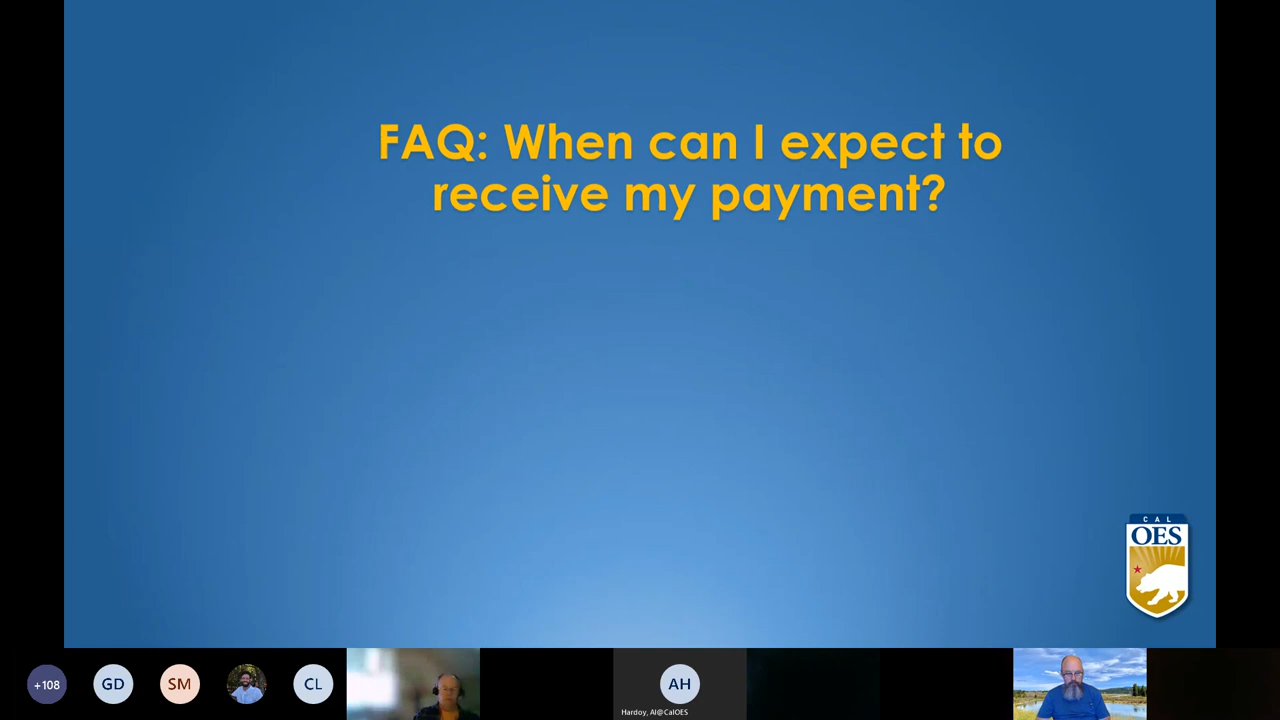 FAQ: When can I expect to
receive my payment?
CAL
OES
+108
GD
SM
CL
AH
Hardoy, Al@CalOES